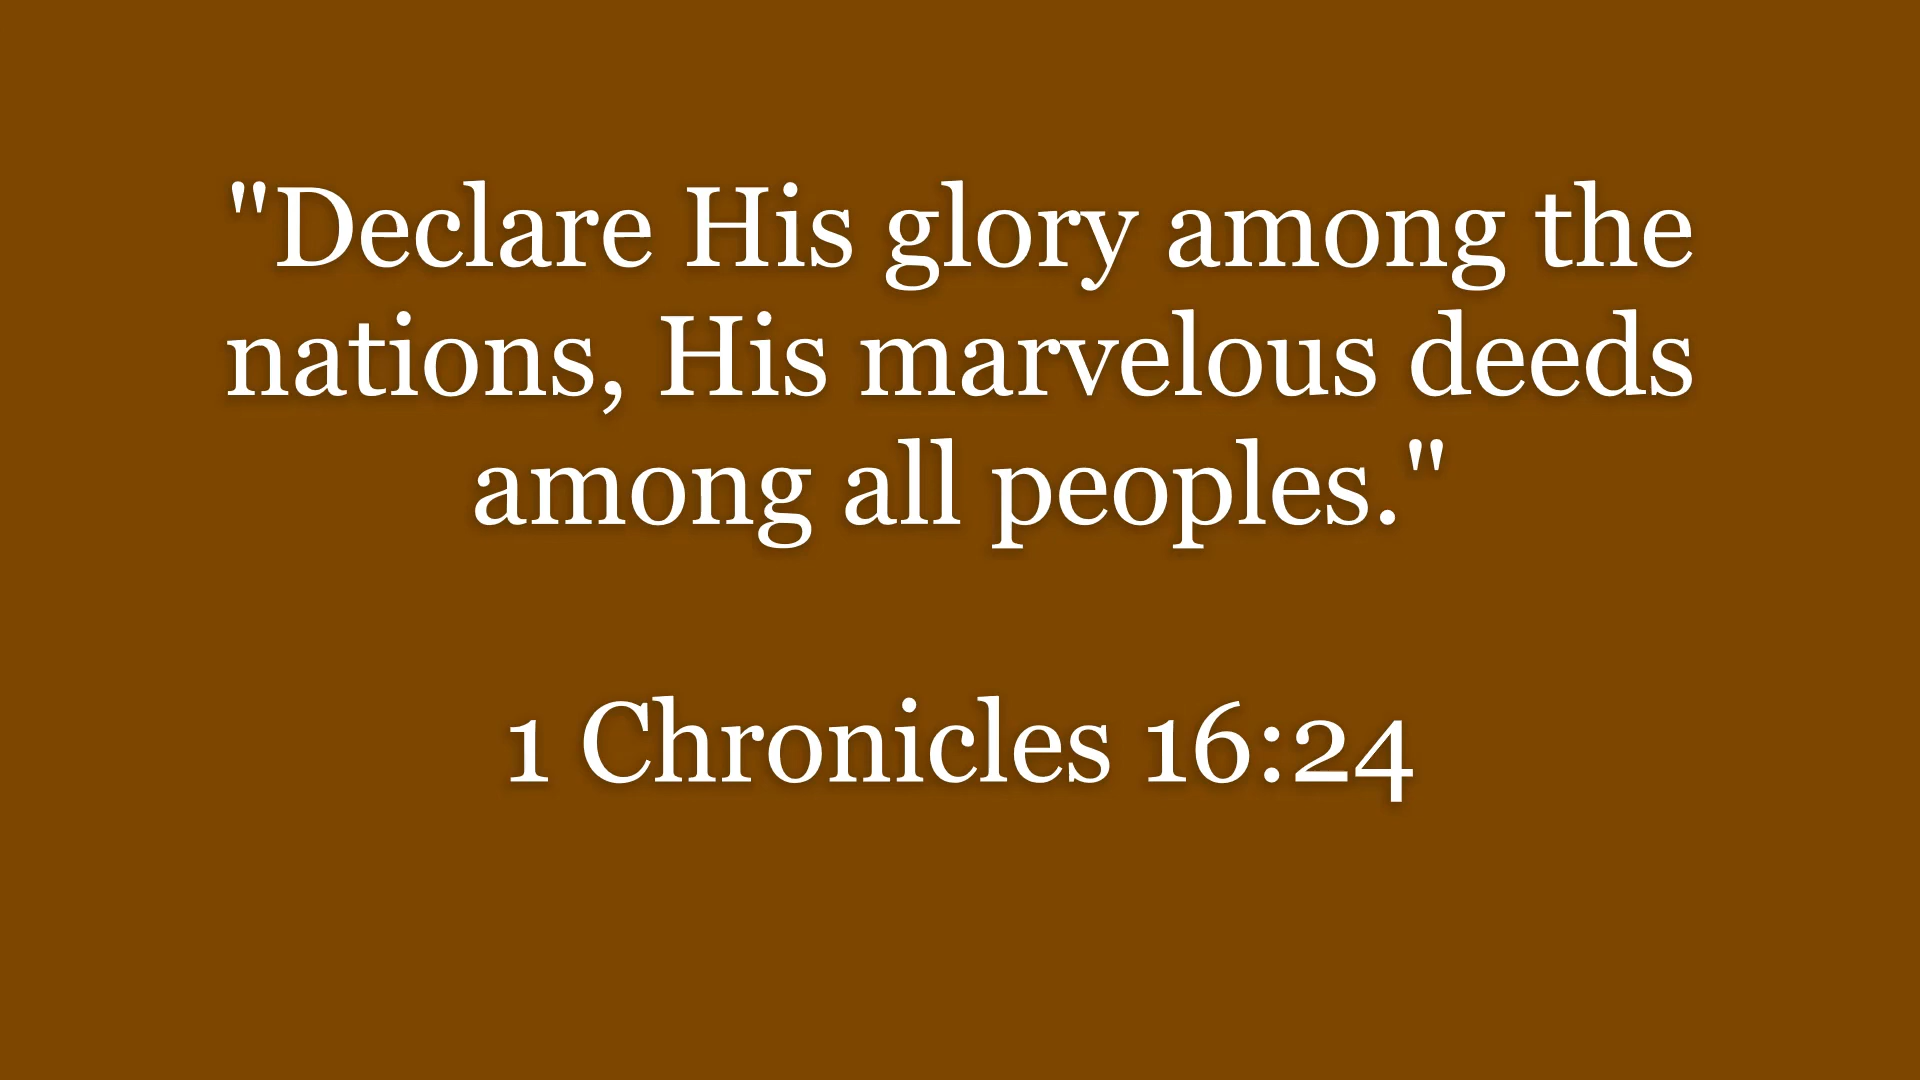 "Declare His glory among the
nations, His marvelous deeds
among all peoples."
1 Chronicles 16:24